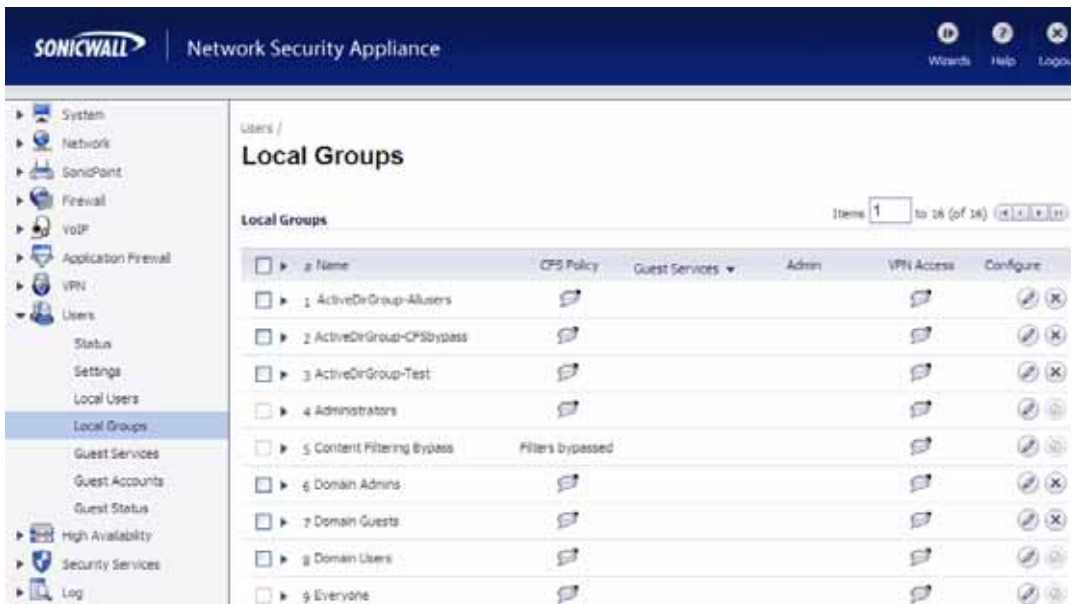 SONICWALL
Network Security Appliance
Wizards
Help
Logou
System
Network
SonicPoint
Firewall
VoIP
Application Firewall
VPN
Users
Status
Settings
Local Users
Local Groups
Guest Services
Guest Accounts
Guest Status
High Availability
Security Services
Log
Users /
Local Groups
Local Groups
Items 1 to 16 (of 16)
# Name CFS Policy Guest Services Admin VPN Access Configure
1 ActiveDirGroup-Allusers
2 ActiveDirGroup-CFSbypass
3 ActiveDirGroup-Test
4 Administrators
5 Content Filtering Bypass Filters bypassed
6 Domain Admins
7 Domain Guests
8 Domain Users
9 Everyone